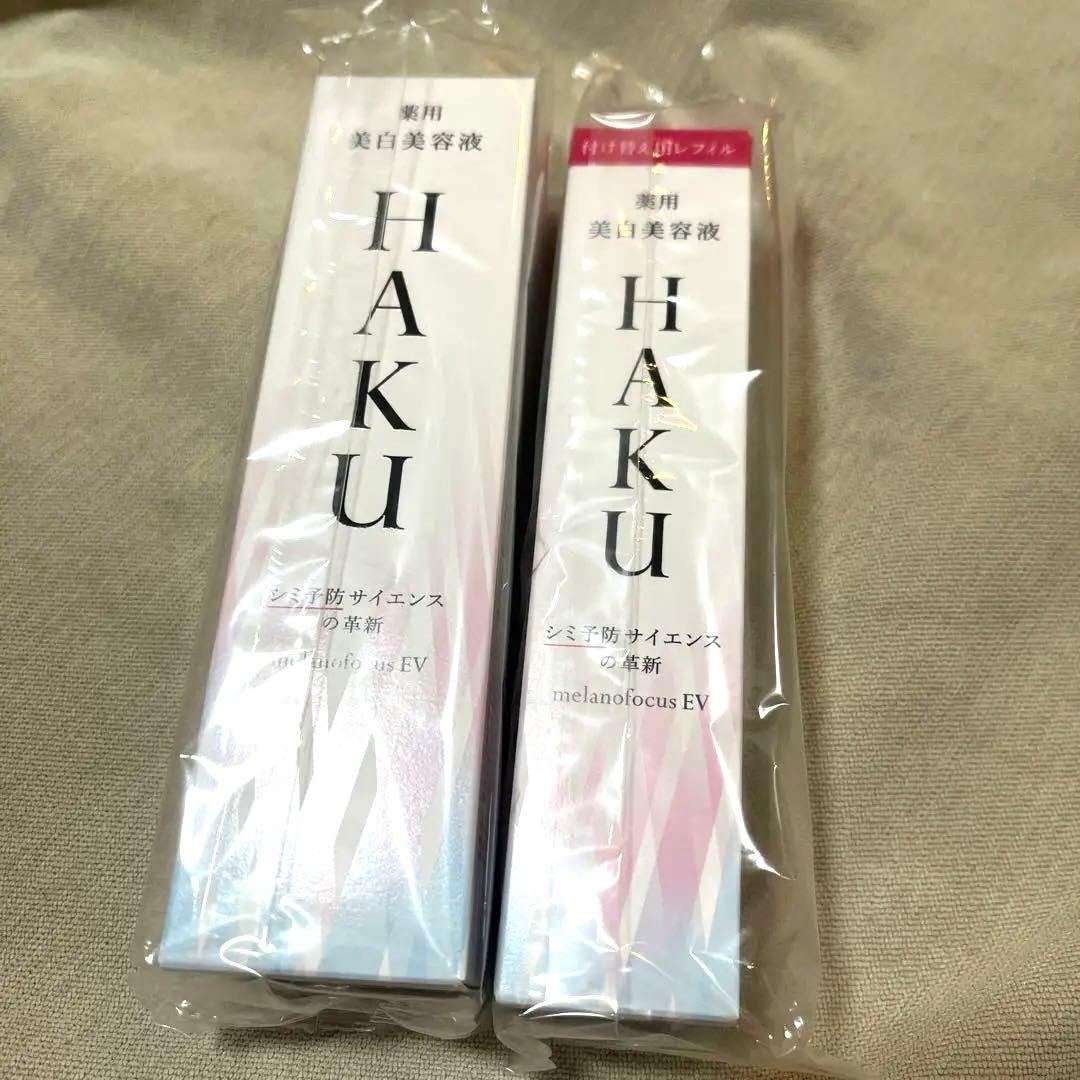 薬用
美白美容液
HAKU
シミ予防サイエンス
の革新
melanofocus EV
付け替え用レフィル
薬用
美白美容液
HAKU
シミ予防サイエンス
の革新
melanofocus EV